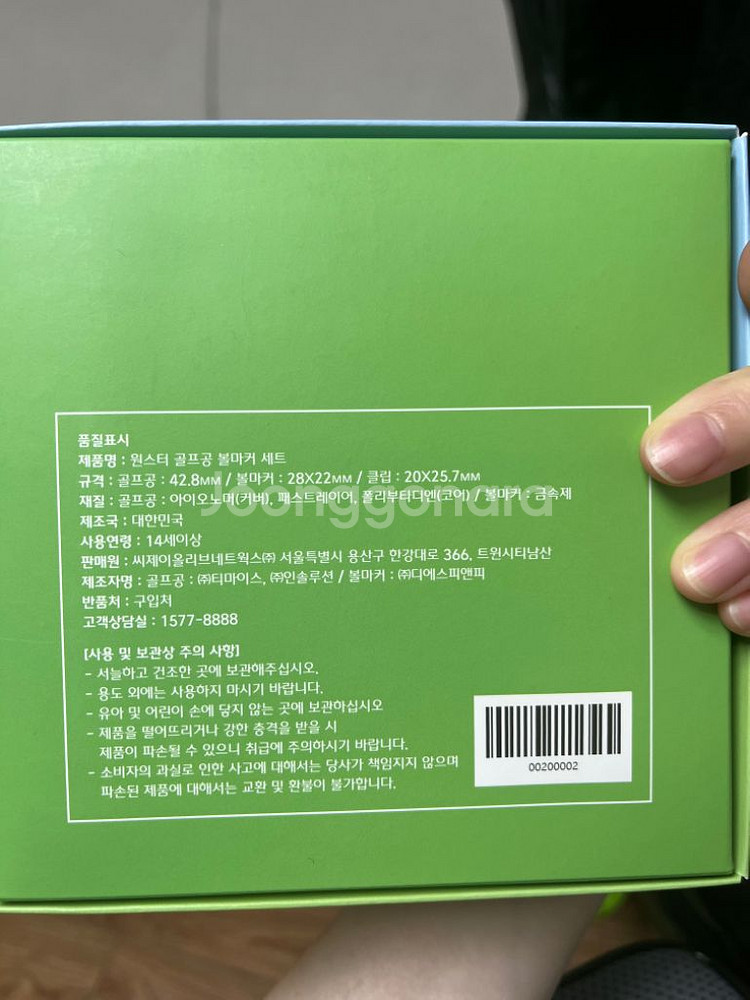 품질표시
제품명 : 원스터 골프공 볼마커 세트
규격 : 골프공 : 42.8MM / 볼마커 : 28X22MM / 클립 : 20X25.7MM
재질 : 골프공 : 아이오노머(커버), 패스트레이어, 폴리부타디엔(코어) / 볼마커 : 금속제
제조국 : 대한민국
사용연령 : 14세이상
판매원 : 씨제이올리브네트웍스㈜ 서울특별시 용산구 한강대로 366, 트윈시티남산
제조자명 : 골프공 : ㈜티마이스, ㈜인솔루션 / 볼마커 : ㈜디에스피앤피
반품처 : 구입처
고객상담실 : 1577-8888
[사용 및 보관상 주의 사항]
- 서늘하고 건조한 곳에 보관해주십시오.
- 용도 외에는 사용하지 마시기 바랍니다.
- 유아 및 어린이 손에 닿지 않는 곳에 보관하십시오
- 제품을 떨어뜨리거나 강한 충격을 받을 시
제품이 파손될 수 있으니 취급에 주의하시기 바랍니다.
- 소비자의 과실로 인한 사고에 대해서는 당사가 책임지지 않으며
파손된 제품에 대해서는 교환 및 환불이 불가합니다.
00200002
Joonggonara